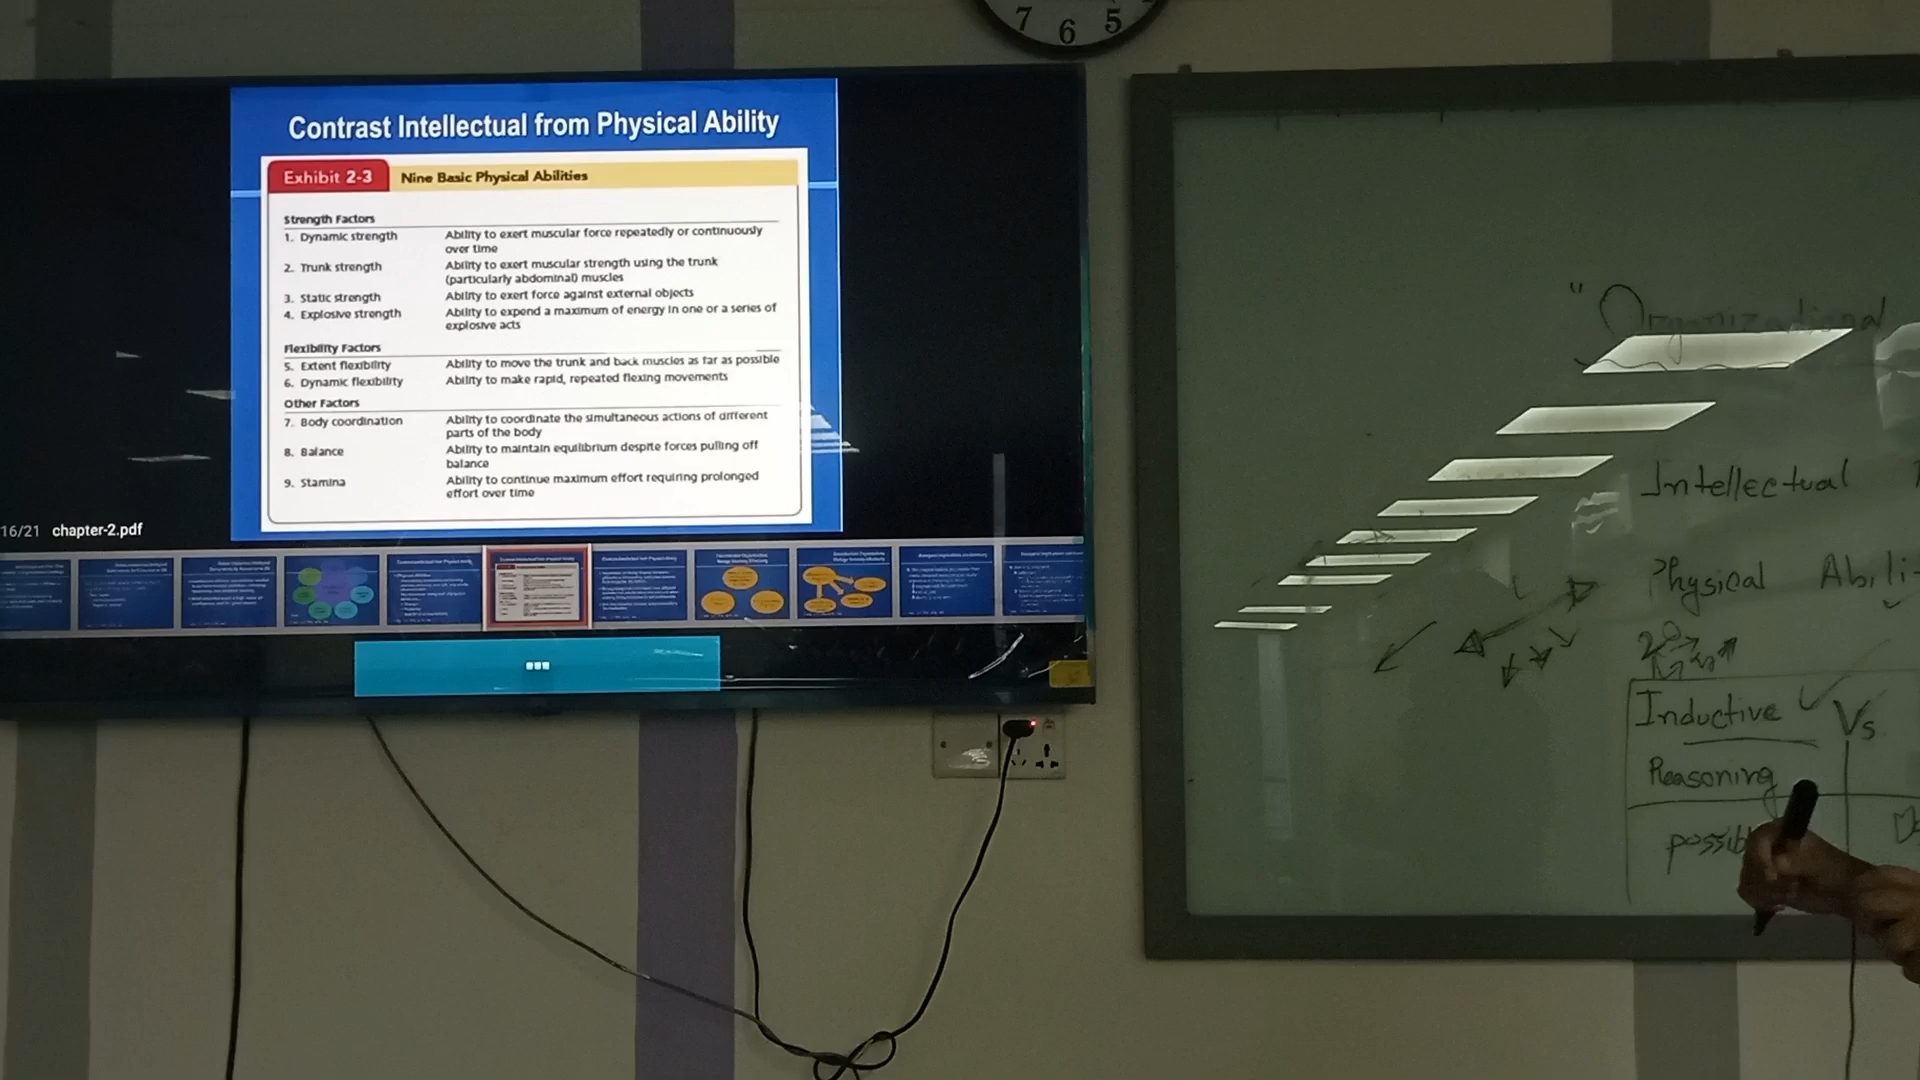 7 6 5
Contrast Intellectual from Physical Ability
Exhibit 2-3 Nine Basic Physical Abilities
Strength Factors
1. Dynamic strength Ability to exert muscular force repeatedly or continuously
over time
2. Trunk strength Ability to exert muscular strength using the trunk
(particularly abdominal) muscles
3. Static strength Ability to exert force against external objects
4. Explosive strength Ability to expend a maximum of energy in one or a series of
explosive acts
Flexibility Factors
5. Extent flexibility Ability to move the trunk and back muscles as far as possible
6. Dynamic flexibility Ability to make rapid, repeated flexing movements
Other Factors
7. Body coordination Ability to coordinate the simultaneous actions of different
parts of the body
8. Balance Ability to maintain equilibrium despite forces pulling off
balance
9. Stamina Ability to continue maximum effort requiring prolonged
effort over time
16/21 chapter-2.pdf
"Organizational
Intellectual
Physical Abili
Inductive Vs
Reasoning
possib